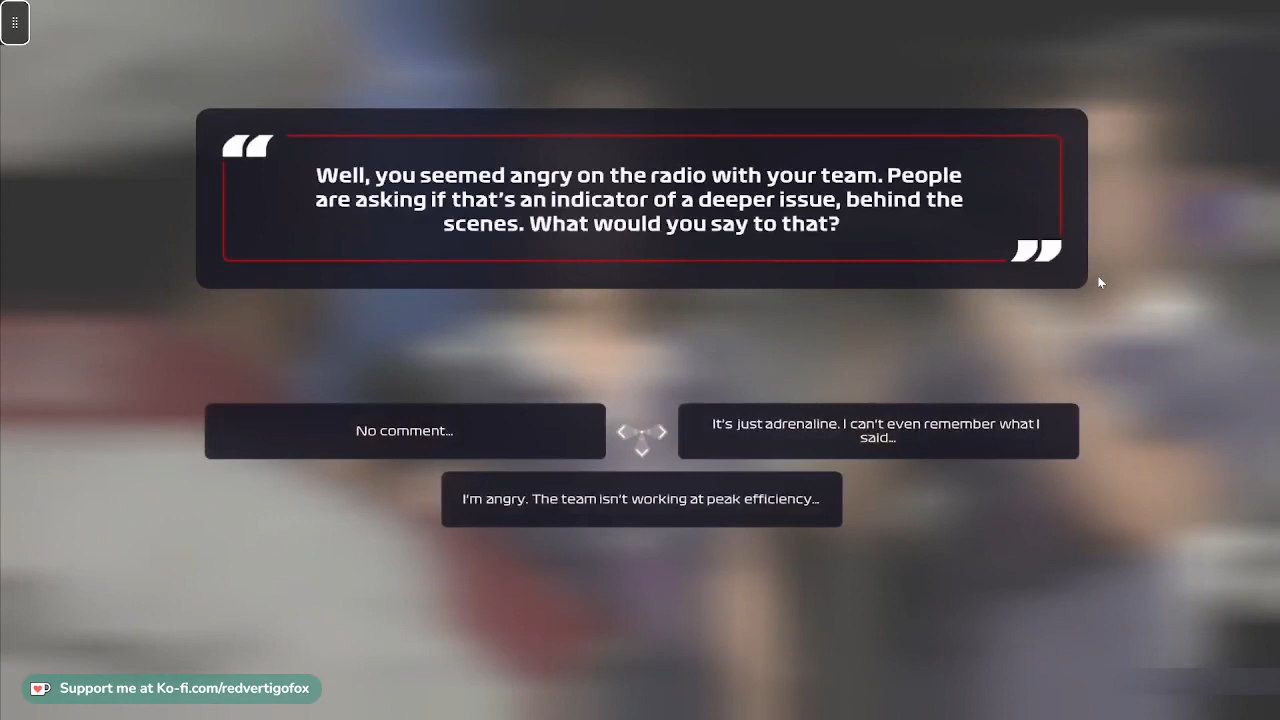 Well, you seemed angry on the radio with your team. People
are asking if that's an indicator of a deeper issue, behind the
scenes. What would you say to that?
No comment...
It's just adrenaline. I can't even remember what I
said...
I'm angry. The team isn't working at peak efficiency...
Support me at Ko-fi.com/redvertigofox